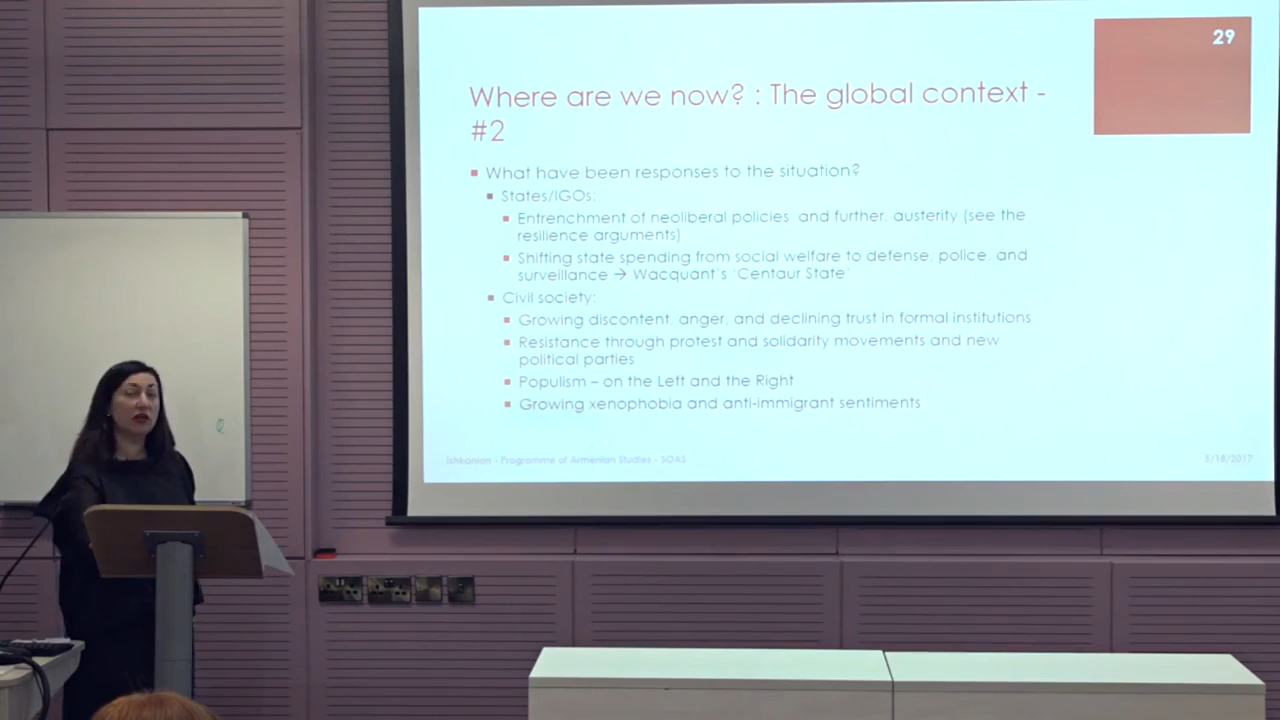 29
Where are we now? : The global context -
#2
What have been responses to the situation?
States/IGOs:
Entrenchment of neoliberal policies and further, austerity (see the
resilience arguments)
Shifting state spending from social welfare to defense, police, and
surveillance → Wacquant's 'Centaur State'
Civil society:
Growing discontent, anger, and declining trust in formal institutions
Resistance through protest and solidarity movements and new
political parties
Populism – on the Left and the Right
Growing xenophobia and anti-immigrant sentiments
Ishkanian - Programme of Armenian Studies - SOAS
5/18/2017